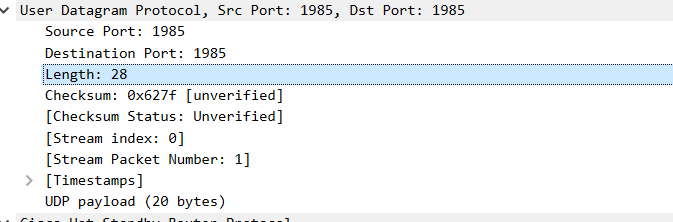 User Datagram Protocol, Src Port: 1985, Dst Port: 1985
Source Port: 1985
Destination Port: 1985
Length: 28
Checksum: 0x627f [unverified]
[Checksum Status: Unverified]
[Stream index: 0]
[Stream Packet Number: 1]
[Timestamps]
UDP payload (20 bytes)
Cisco Hot Standby Router Protocol